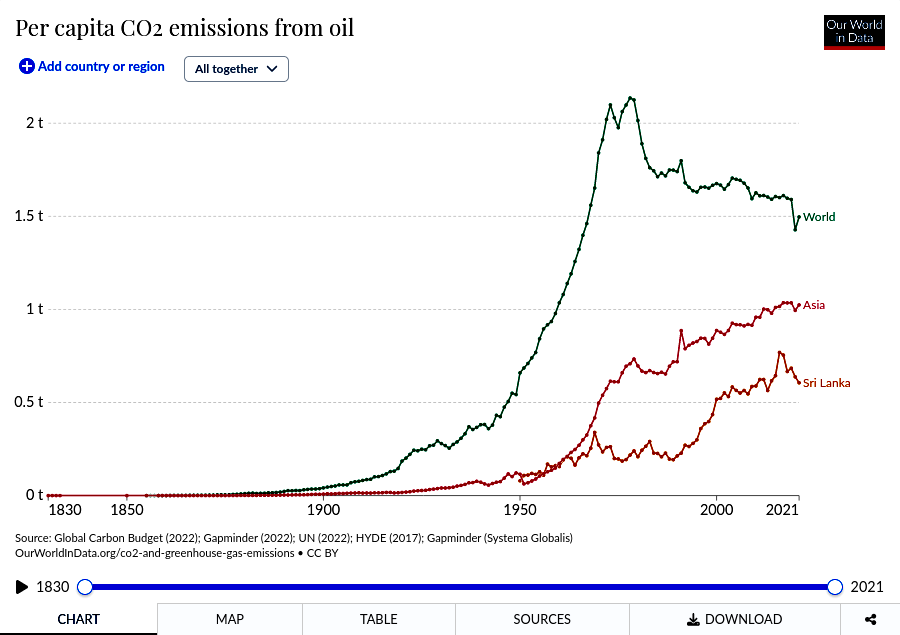 Per capita CO2 emissions from oil
Our World
in Data
Add country or region
All together
2 t
1.5 t
1 t
0.5 t
0 t
World
Asia
Sri Lanka
1830 1850 1900 1950 2000 2021
Source: Global Carbon Budget (2022); Gapminder (2022); UN (2022); HYDE (2017); Gapminder (Systema Globalis)
OurWorldInData.org/co2-and-greenhouse-gas-emissions • CC BY
1830 2021
CHART MAP TABLE SOURCES DOWNLOAD